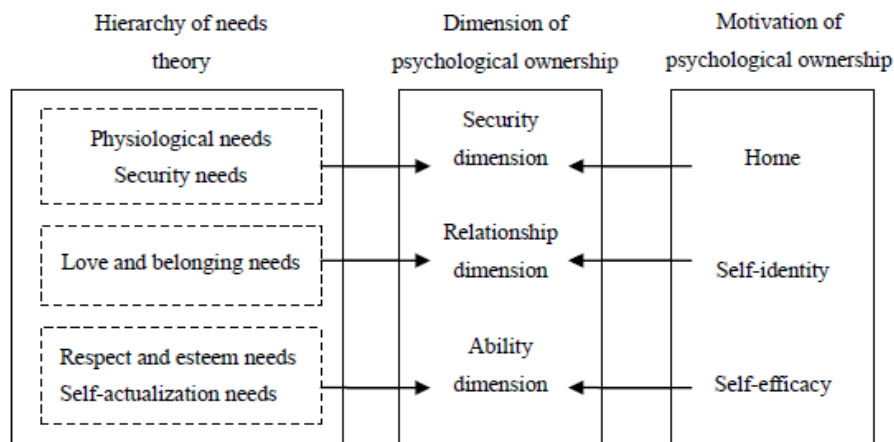 Hierarchy of needs
theory
Dimension of
psychological ownership
Motivation of
psychological ownership
Physiological needs
Security needs
Security
dimension
Home
Love and belonging needs
Relationship
dimension
Self-identity
Respect and esteem needs
Self-actualization needs
Ability
dimension
Self-efficacy